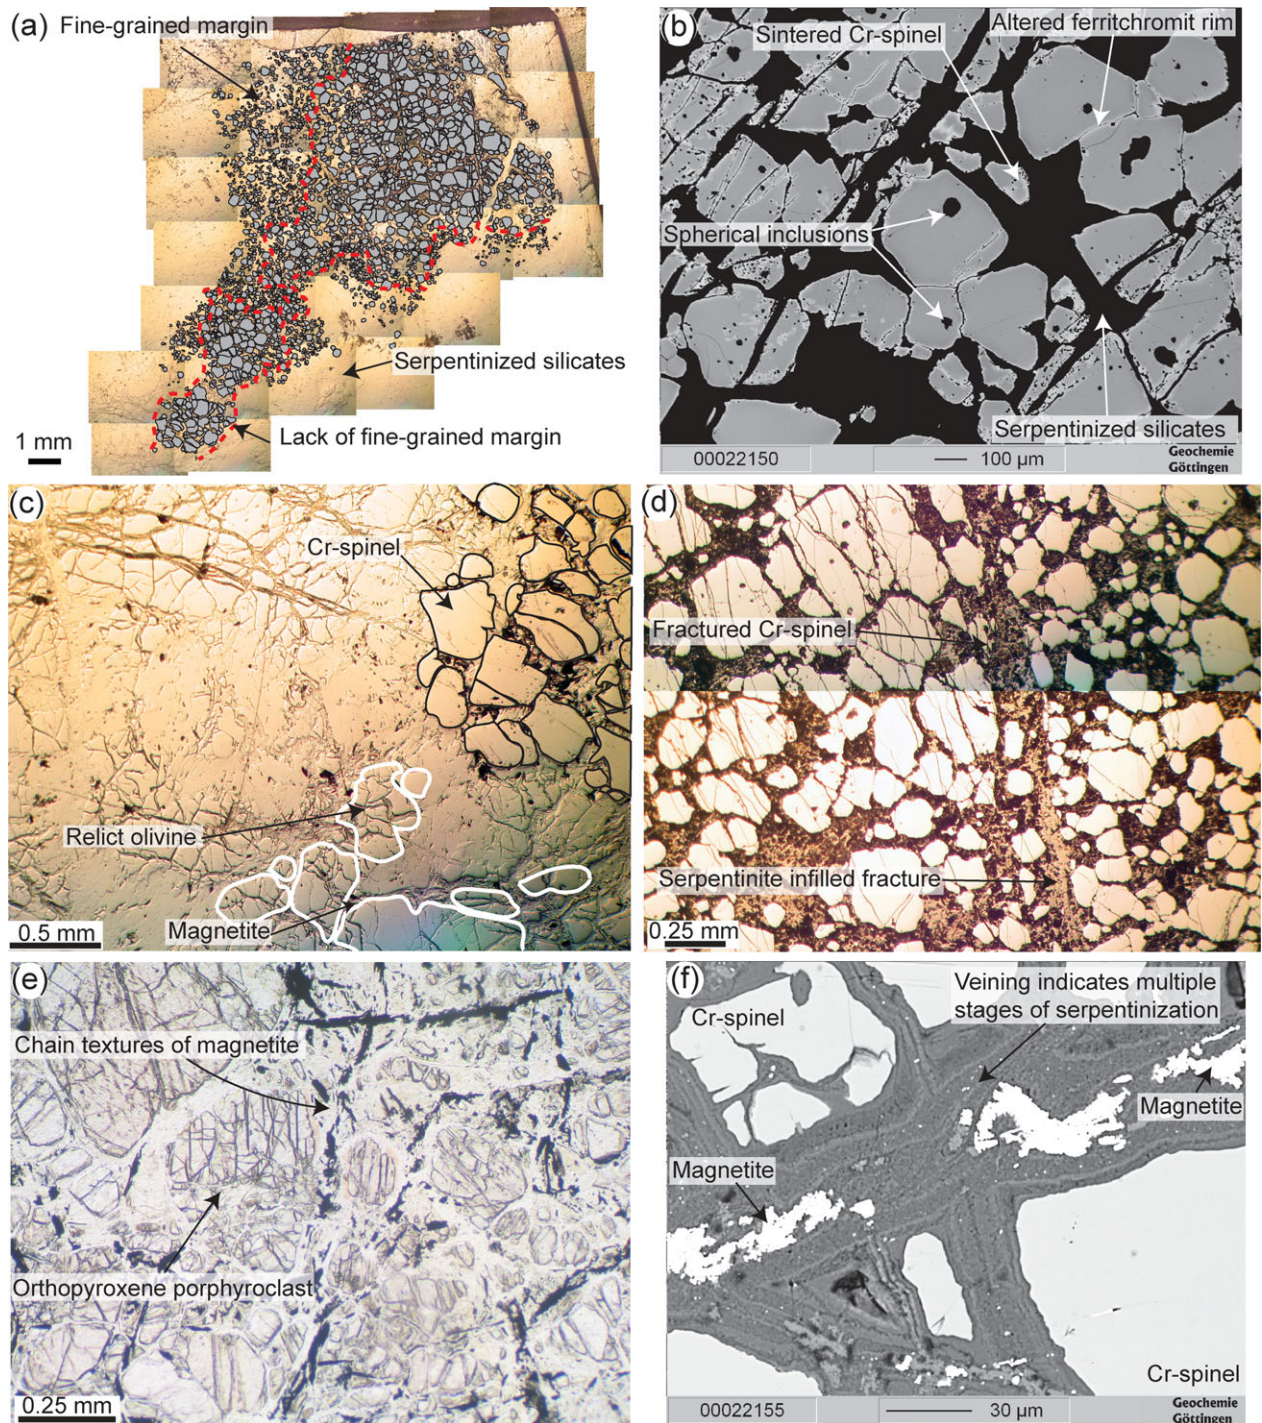 (a)
Fine-grained margin
Serpentinized silicates
Lack of fine-grained margin
1 mm
(b)
Altered ferritchromit rim
Sintered Cr-spinel
Spherical inclusions
Serpentinized silicates
00022150
100 µm
Geochemie
Göttingen
(c)
Cr-spinel
Relict olivine
Magnetite
0.5 mm
(d)
Fractured Cr-spinel
Serpentinite infilled fracture
0.25 mm
(e)
Chain textures of magnetite
Orthopyroxene porphyroclast
0.25 mm
(f)
Veining indicates multiple
stages of serpentinization
Cr-spinel
Magnetite
Magnetite
Cr-spinel
00022155
30 µm
Geochemie
Göttingen